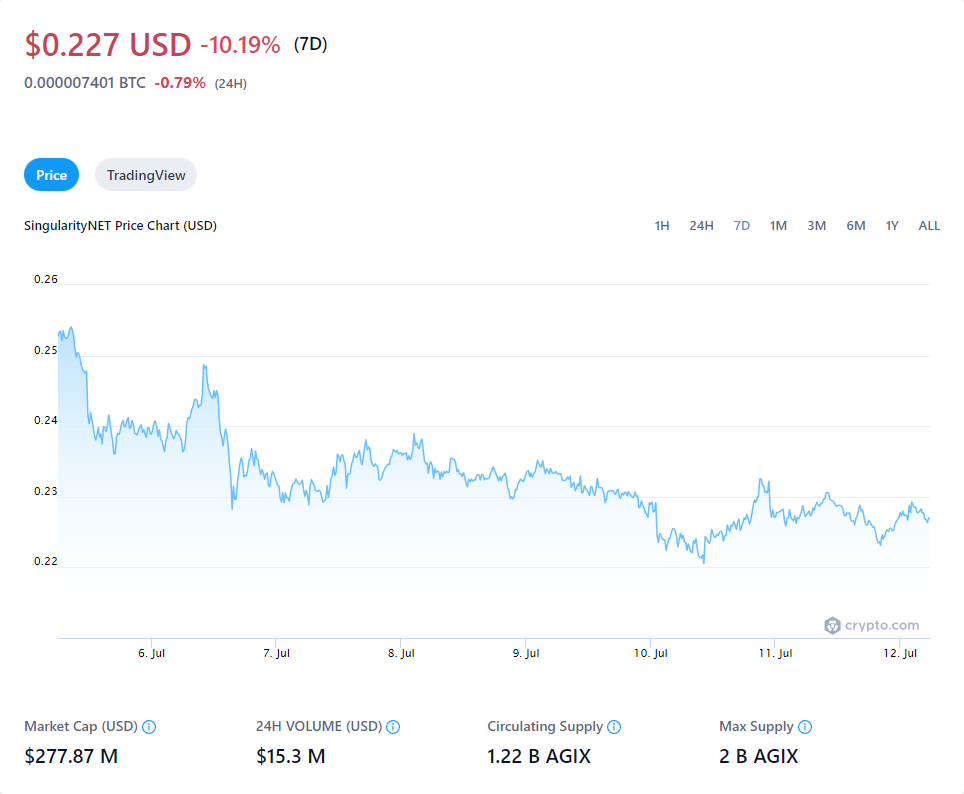 $0.227 USD -10.19% (7D)
0.000007401 BTC -0.79% (24H)
Price TradingView
SingularityNET Price Chart (USD) 1H 24H 7D 1M 3M 6M 1Y ALL
0.26
0.25
0.24
0.23
0.22
crypto.com
6. Jul 7. Jul 8. Jul 9. Jul 10. Jul 11. Jul 12. Jul
Market Cap (USD) 24H VOLUME (USD) Circulating Supply Max Supply
$277.87 M $15.3 M 1.22 B AGIX 2 B AGIX